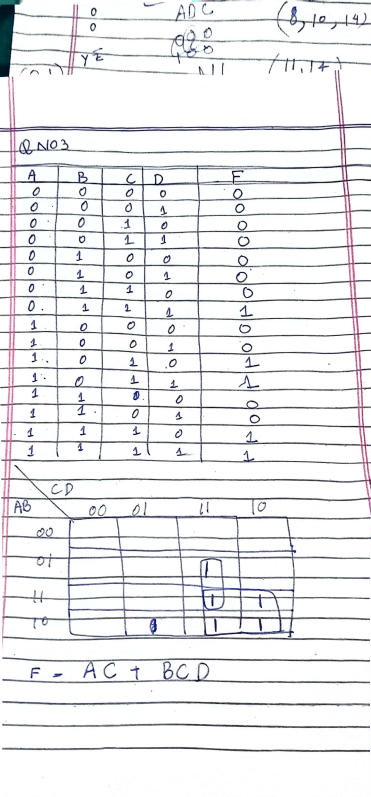 0 ADC (8, 10, 14)
0
Q NO3
A B C D F
0 0 0 0 0
0 0 0 1 0
0 0 1 0 0
0 0 1 1 0
0 1 0 0 0
0 1 0 1 0
0 1 1 0 0
0. 1 1 1 1
1 0 0 0 0
1 0 0 1 0
1. 0 1 .0 1
1. 0 1 1 1
1 1 0 0 0
1 1. 0 1 0
1 1 1 0 1
1 1 1 1 1
CD
AB 00 01 11 10
00
01 1
11 1 1
10 1 1
F = AC + BCD